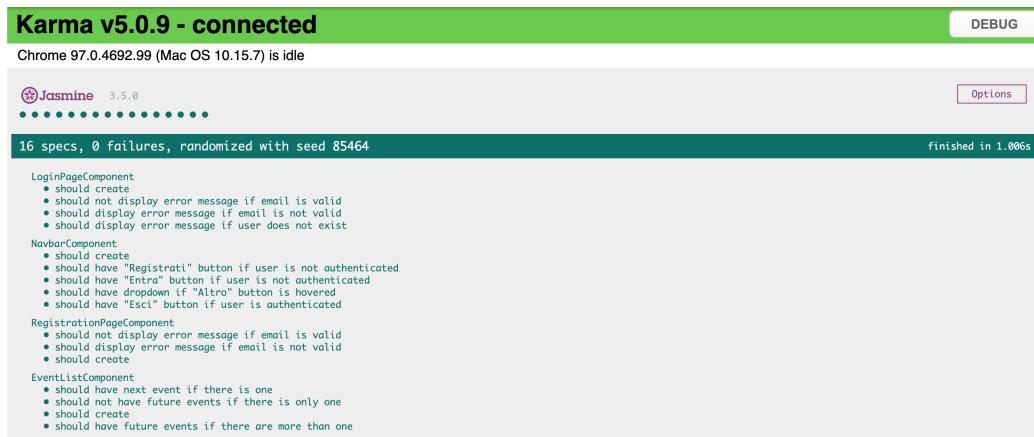 Karma v5.0.9 - connected
DEBUG
Chrome 97.0.4692.99 (Mac OS 10.15.7) is idle
Jasmine 3.5.0
Options
16 specs, 0 failures, randomized with seed 85464
finished in 1.006s
LoginPageComponent
• should create
• should not display error message if email is valid
• should display error message if email is not valid
• should display error message if user does not exist
NavbarComponent
• should create
• should have "Registrati" button if user is not authenticated
• should have "Entra" button if user is not authenticated
• should have dropdown if "Altro" button is hovered
• should have "Esci" button if user is authenticated
RegistrationPageComponent
• should not display error message if email is valid
• should display error message if email is not valid
• should create
EventListComponent
• should have next event if there is one
• should not have future events if there is only one
• should create
• should have future events if there are more than one